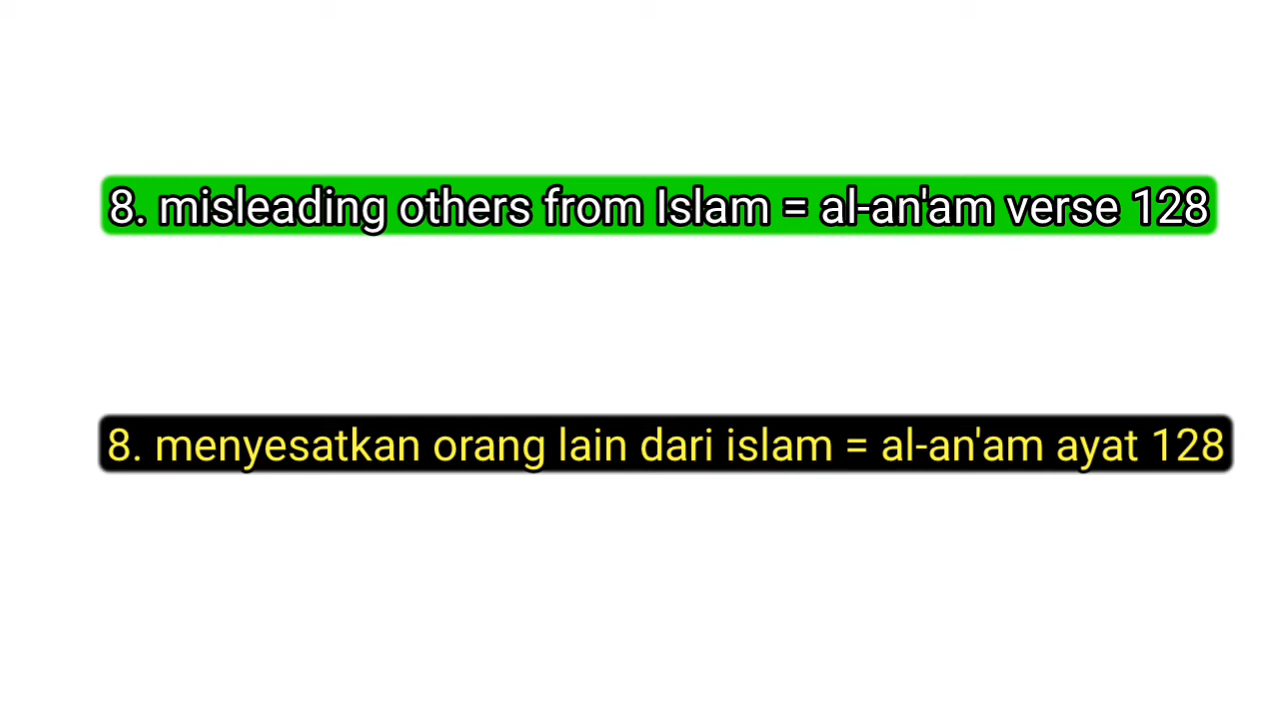 8. misleading others from Islam = al-an'am verse 128
8. menyesatkan orang lain dari islam = al-an'am ayat 128